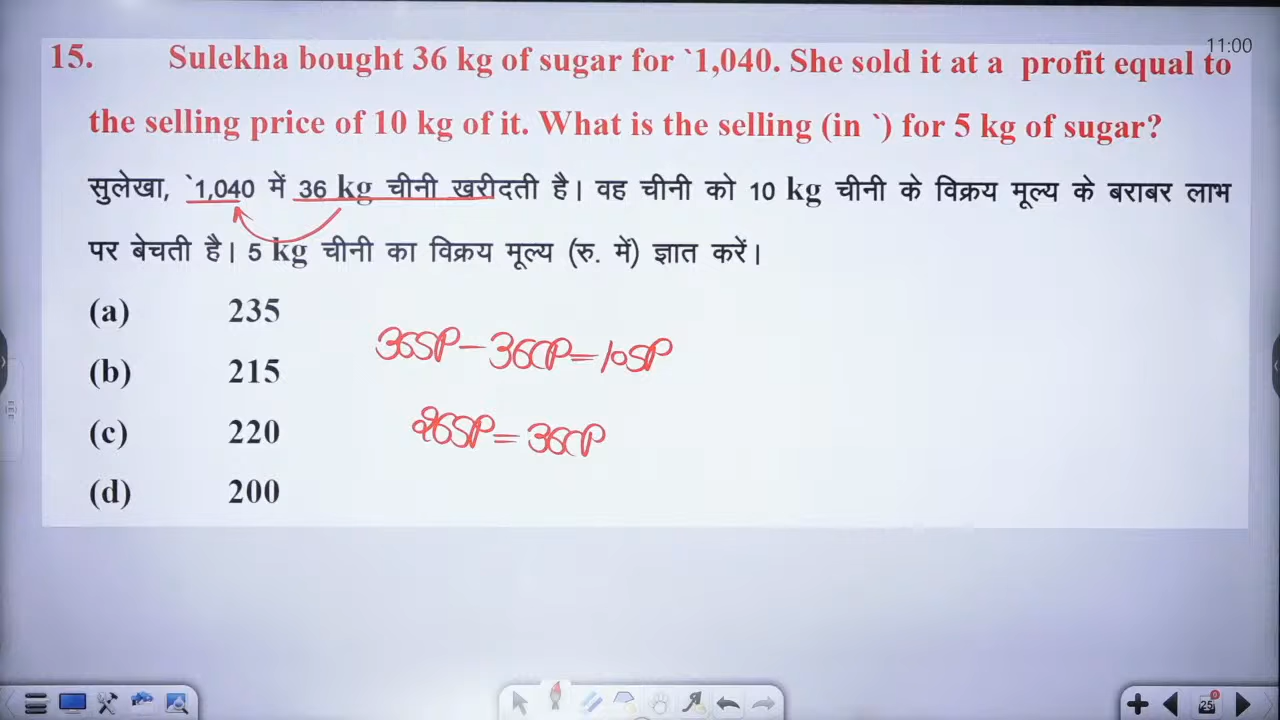 11:00
15. Sulekha bought 36 kg of sugar for `1,040. She sold it at a profit equal to
the selling price of 10 kg of it. What is the selling (in `) for 5 kg of sugar?
सुलेखा, `1,040 में 36 kg चीनी खरीदती है। वह चीनी को 10 kg चीनी के विक्रय मूल्य के बराबर लाभ
पर बेचती है। 5 kg चीनी का विक्रय मूल्य (रु. में) ज्ञात करें।
(a) 235
(b) 215
(c) 220
(d) 200
36SP-36CP=10SP
26SP=36CP
25